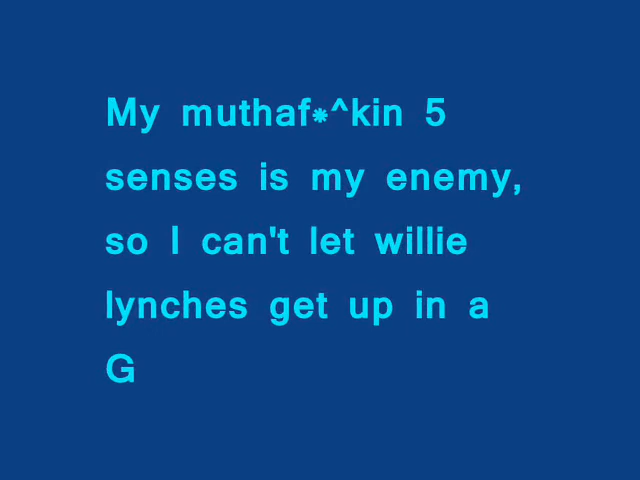 My muthaf*^kin 5
senses is my enemy,
so I can't let willie
lynches get up in a
G